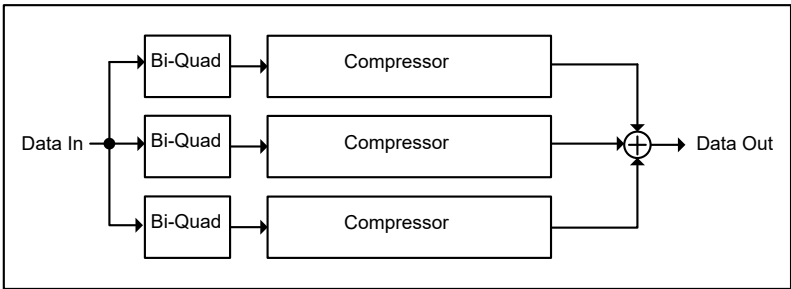 Bi-Quad Compressor
Data In Bi-Quad Compressor Data Out
Bi-Quad Compressor